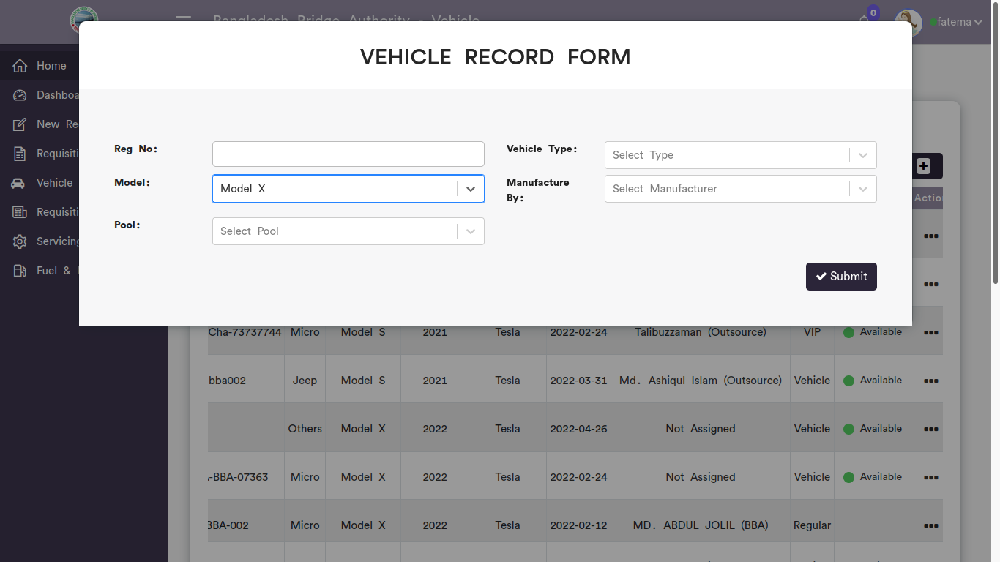 Bangladesh Bridge Authority - Vehicle
0
fatema
VEHICLE RECORD FORM
Home
New
Vehicle
Servicing
Fuel &
Reg No:
Vehicle Type:
Select Type
Model:
Model X
Manufacture
By:
Select Manufacturer
Pool:
Select Pool
Submit
Cha-73737744 Micro Model S 2021 Tesla 2022-02-24 Talibuzzaman (Outsource) VIP Available
bba002 Jeep Model S 2021 Tesla 2022-03-31 Md. Ashiqul Islam (Outsource) Vehicle Available
Others Model X 2022 Tesla 2022-04-26 Not Assigned Vehicle Available
-BBA-07363 Micro Model X 2022 Tesla 2022-02-24 Not Assigned Vehicle Available
BBA-002 Micro Model X 2022 Tesla 2022-02-12 MD. ABDUL JOLIL (BBA) Regular